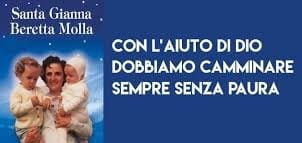 Santa Gianna
Beretta Molla
CON L'AIUTO DI DIO
DOBBIAMO CAMMINARE
SEMPRE SENZA PAURA